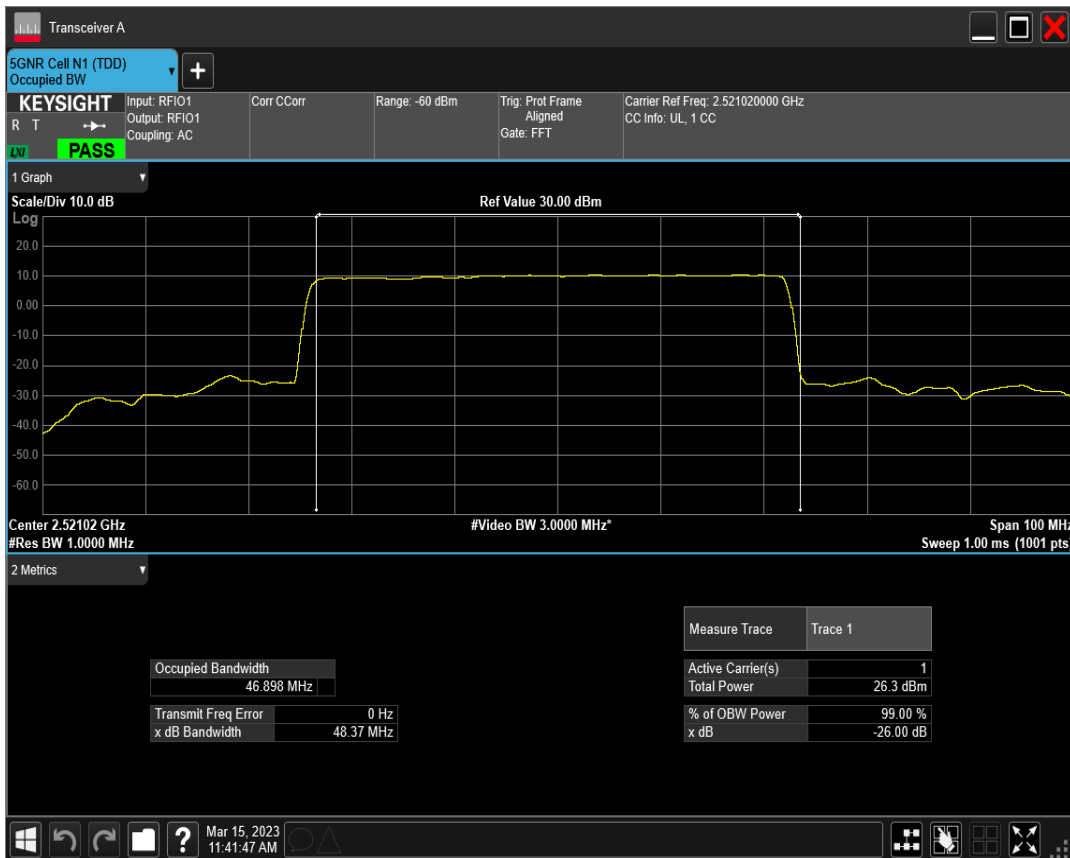 Transceiver A
5GNR Cell N1 (TDD)
Occupied BW
+
KEYSIGHT Input: RFIO1 Corr CCorr Range: -60 dBm Trig: Prot Frame Carrier Ref Freq: 2.521020000 GHz
R T Output: RFIO1 Aligned CC Info: UL, 1 CC
Coupling: AC Gate: FFT
LXI PASS
1 Graph
Scale/Div 10.0 dB Ref Value 30.00 dBm
Log
20.0
10.0
0.00
-10.0
-20.0
-30.0
-40.0
-50.0
-60.0
Center 2.52102 GHz #Video BW 3.0000 MHz* Span 100 MHz
#Res BW 1.0000 MHz Sweep 1.00 ms (1001 pts)
2 Metrics
Measure Trace Trace 1
Occupied Bandwidth Active Carrier(s) 1
46.898 MHz Total Power 26.3 dBm
Transmit Freq Error 0 Hz % of OBW Power 99.00 %
x dB Bandwidth 48.37 MHz x dB -26.00 dB
? Mar 15, 2023
11:41:47 AM